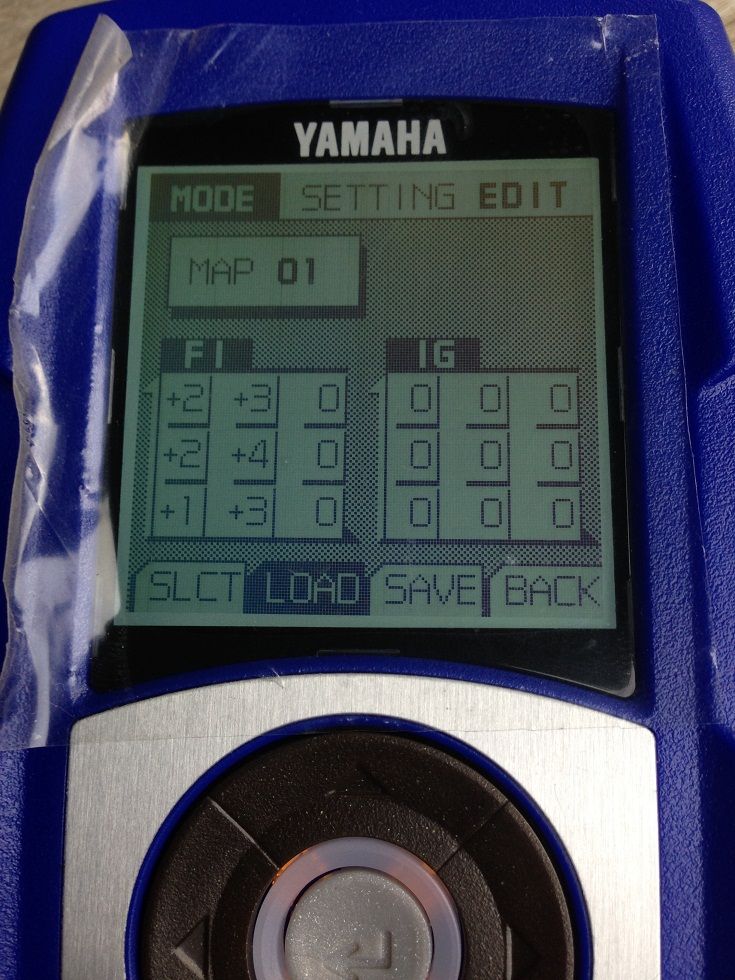 YAMAHA
MODE SETTING EDIT
MAP 01
FI IG
+2 +3 0 0 0 0
+2 +4 0 0 0 0
+1 +3 0 0 0 0
SLCT LOAD SAVE BACK